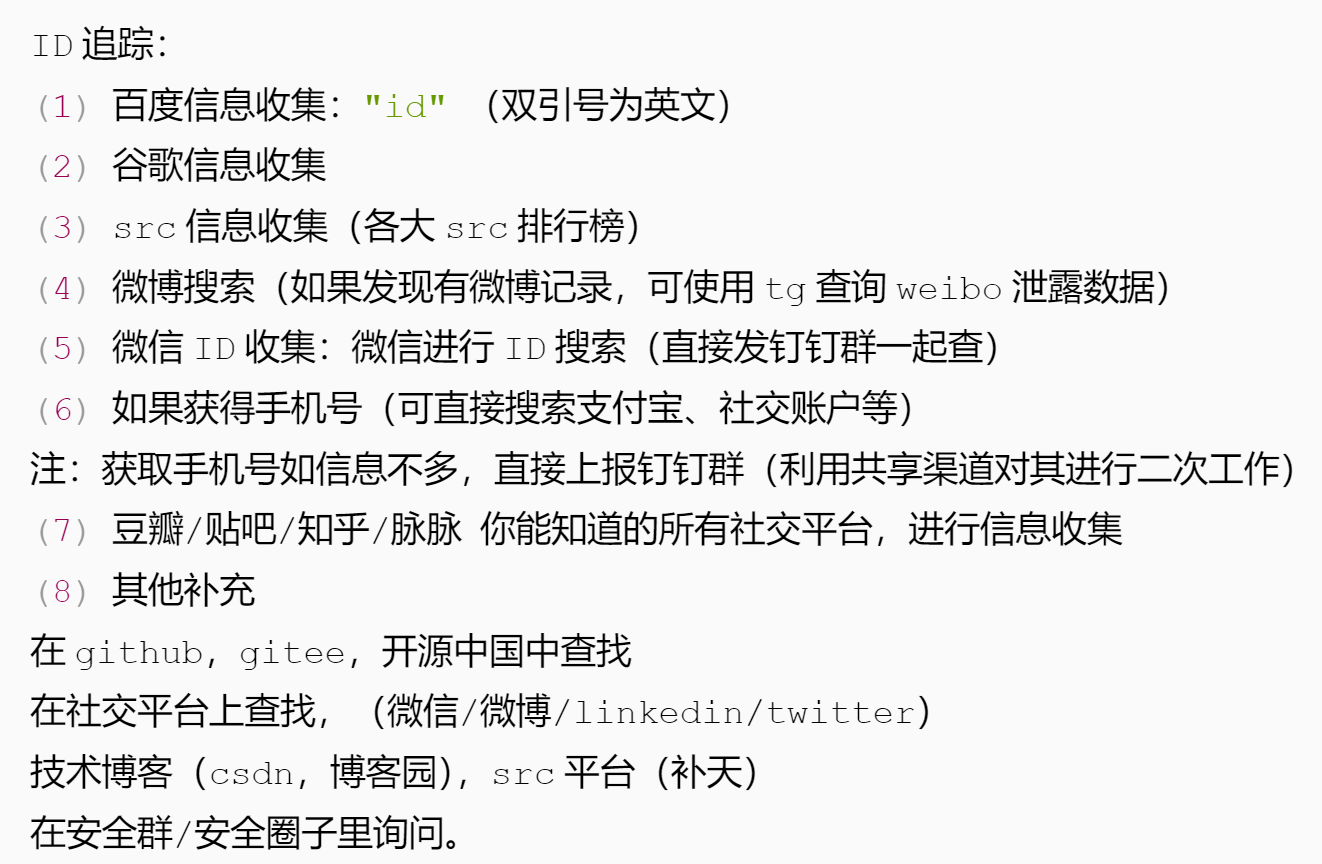 ID 追踪：
(1) 百度信息收集："id" （双引号为英文）
(2) 谷歌信息收集
(3) src 信息收集（各大 src 排行榜）
(4) 微博搜索（如果发现有微博记录，可使用 tg 查询 weibo 泄露数据）
(5) 微信 ID 收集：微信进行 ID 搜索（直接发钉钉群一起查）
(6) 如果获得手机号（可直接搜索支付宝、社交账户等）
注：获取手机号如信息不多，直接上报钉钉群（利用共享渠道对其进行二次工作）
(7) 豆瓣/贴吧/知乎/脉脉 你能知道的所有社交平台，进行信息收集
(8) 其他补充
在 github，gitee，开源中国中查找
在社交平台上查找，（微信/微博/linkedin/twitter）
技术博客（csdn，博客园），src 平台（补天）
在安全群/安全圈子里询问。